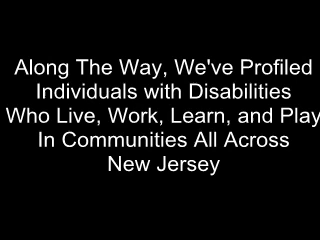 Along The Way, We've Profiled
Individuals with Disabilities
Who Live, Work, Learn, and Play
In Communities All Across
New Jersey